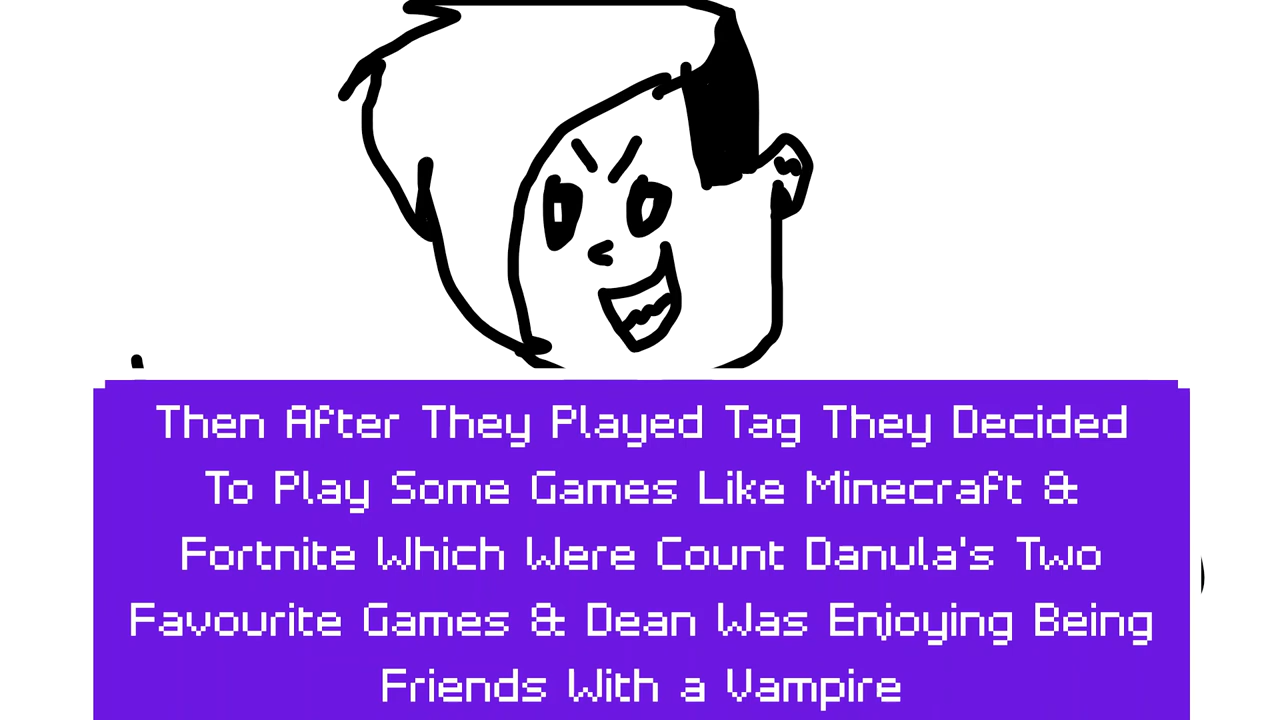 Then After They Played Tag They Decided
To Play Some Games Like Minecraft &
Fortnite Which Were Count Danula's Two
Favourite Games & Dean Was Enjoying Being
Friends With a Vampire